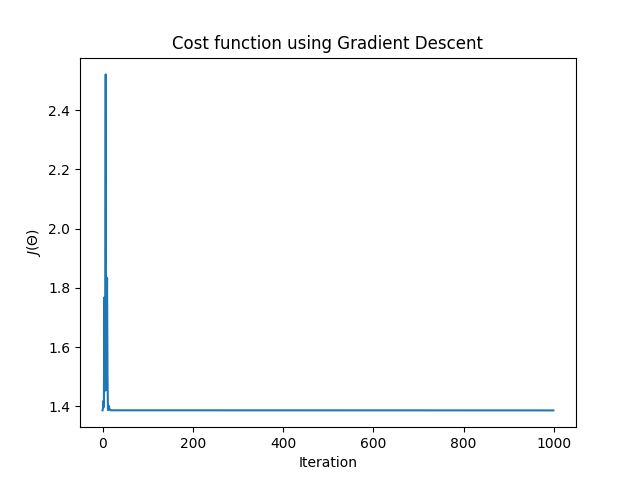 Cost function using Gradient Descent
2.4
2.2
2.0
1.8
1.6
1.4
J(Θ)
0 200 400 600 800 1000
Iteration